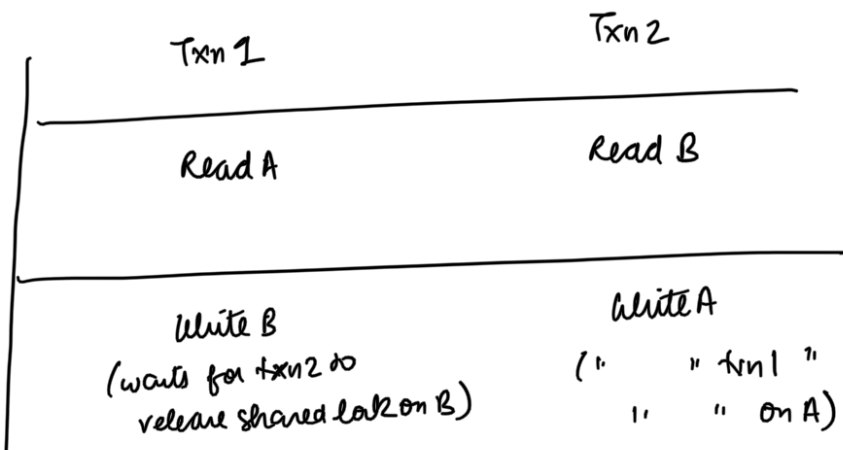 Txn 1 Txn 2
Read A Read B
Write B Write A
(waits for txn2 to (" " txn1 "
release shared lock on B) " " on A)